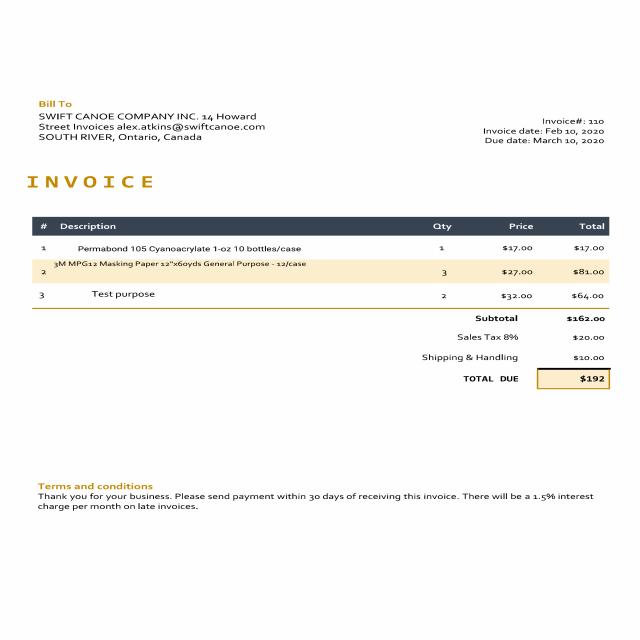 Bill To
SWIFT CANOE COMPANY INC. 14 Howard
Street Invoices alex.atkins@swiftcanoe.com
SOUTH RIVER, Ontario, Canada
Invoice#: 110
Invoice date: Feb 10, 2020
Due date: March 10, 2020
INVOICE
# Description Qty Price Total
1 Permabond 105 Cyanoacrylate 1-oz 10 bottles/case 1 $17.00 $17.00
2 3M MPG12 Masking Paper 12"x60yds General Purpose - 12/case 3 $27.00 $81.00
3 Test purpose 2 $32.00 $64.00
Subtotal $162.00
Sales Tax 8% $20.00
Shipping & Handling $10.00
TOTAL DUE $192
Terms and conditions
Thank you for your business. Please send payment within 30 days of receiving this invoice. There will be a 1.5% interest
charge per month on late invoices.